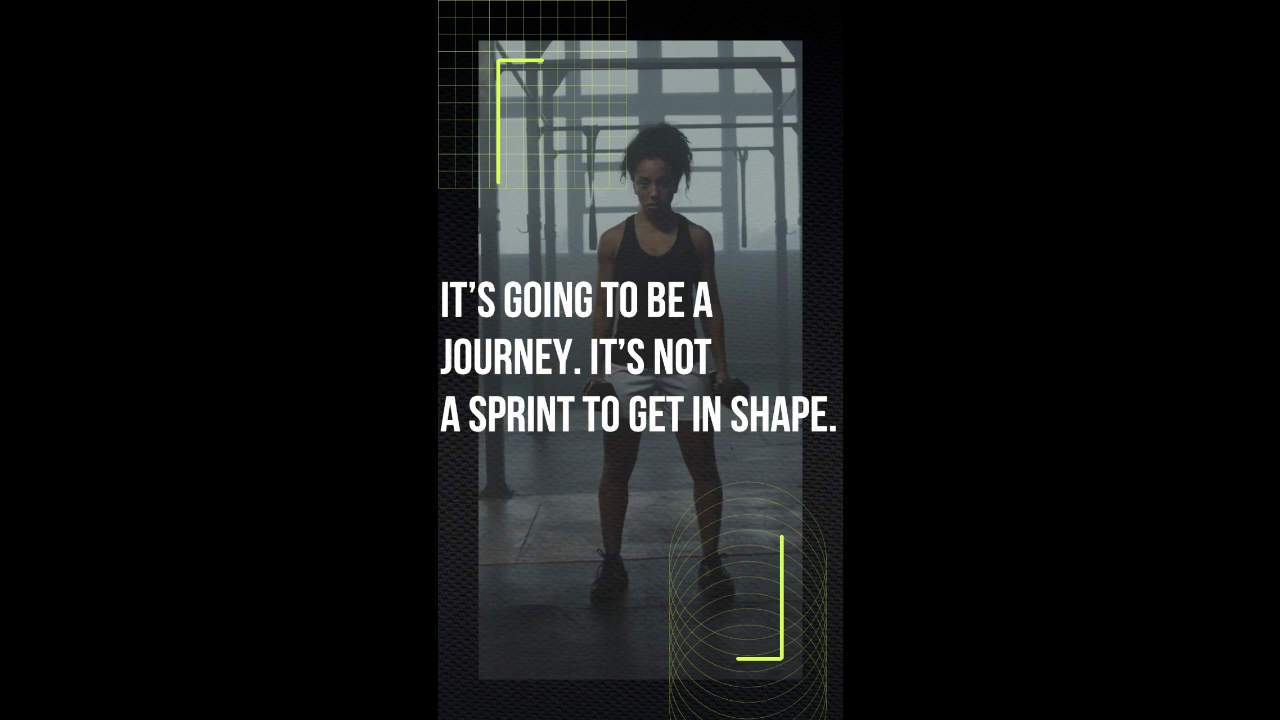 IT’S GOING TO BE A
JOURNEY. IT’S NOT
A SPRINT TO GET IN SHAPE.